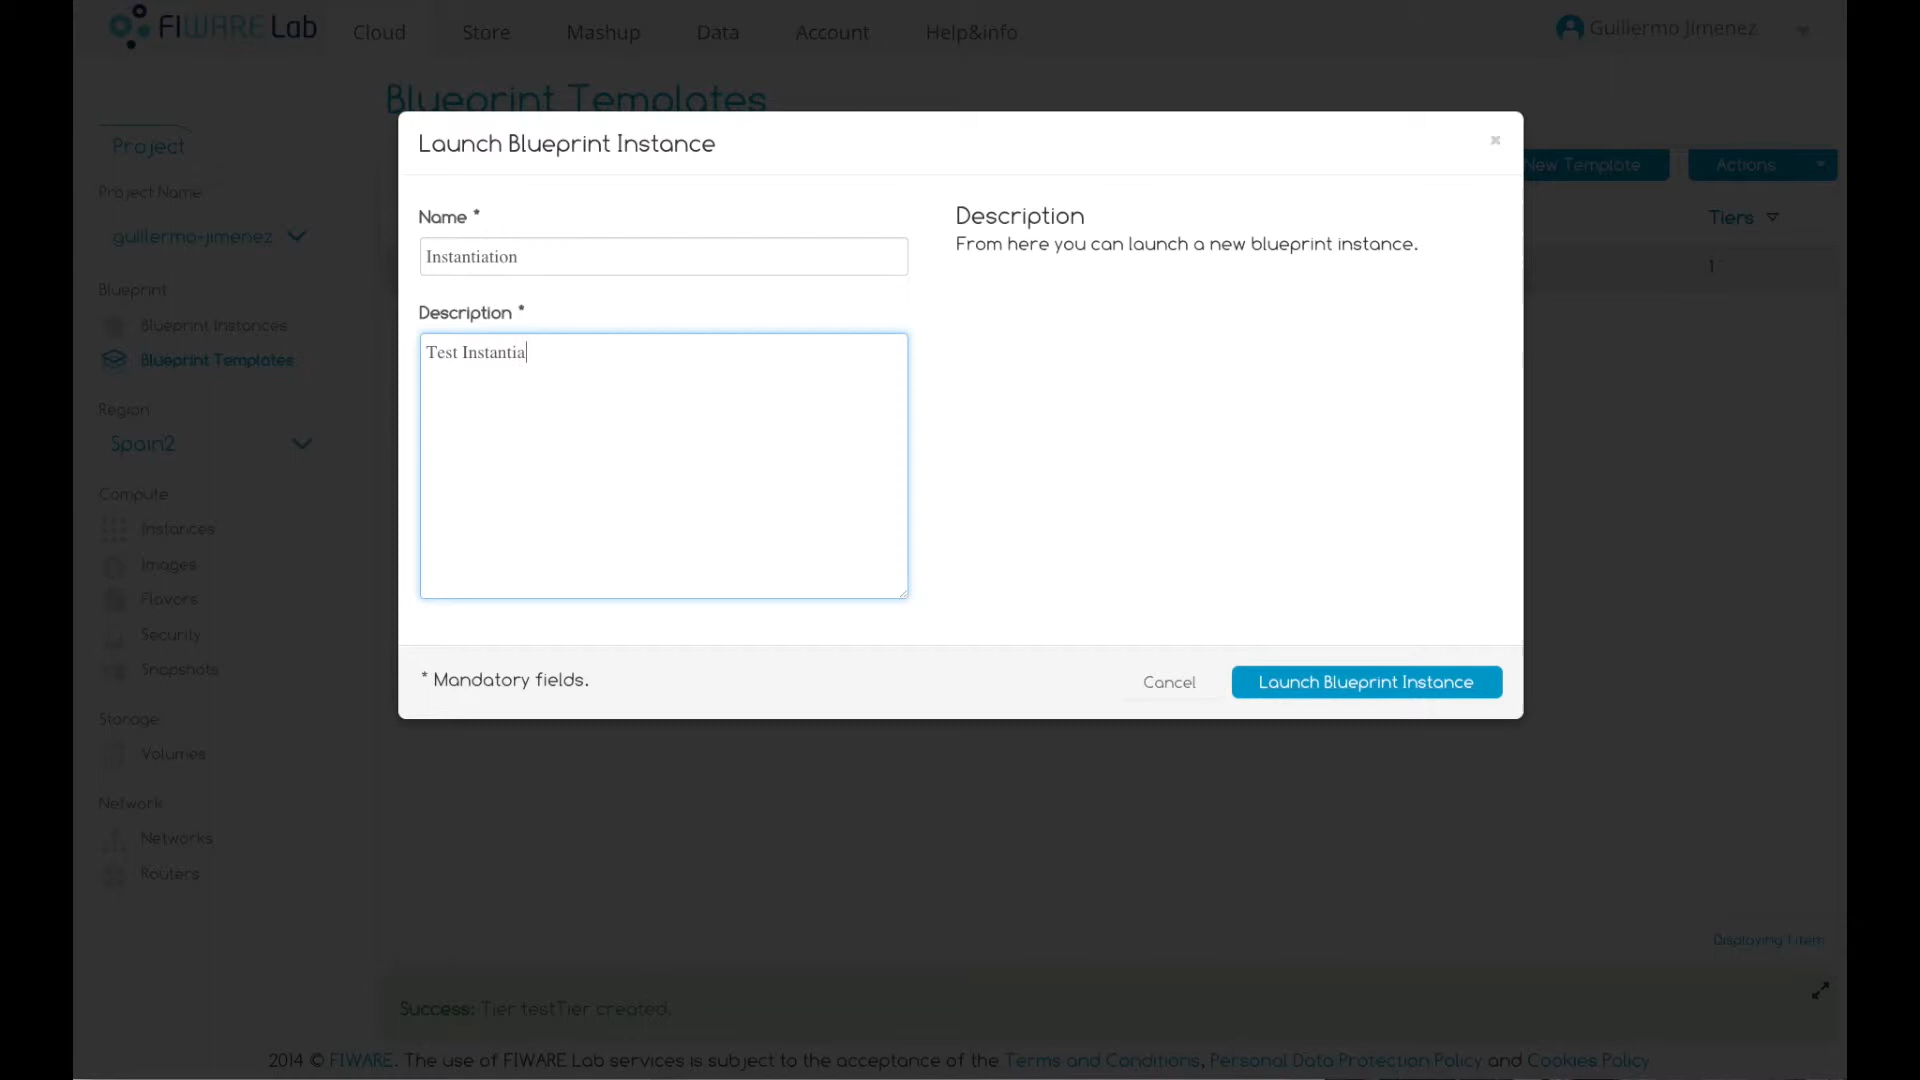 FIWARE Lab Cloud Store Mashup Data Account Help&info Guillermo Jimenez
Blueprint Templates
Project
Project Name
guillermo-jimenez
Blueprint
Blueprint Instances
Blueprint Templates
Region
Spain2
Compute
Instances
Images
Flavors
Security
Snapshots
Storage
Volumes
Network
Networks
Routers
Launch Blueprint Instance
Name *
Instantiation
Description *
Test Instantia
Description
From here you can launch a new blueprint instance.
* Mandatory fields.
Cancel
Launch Blueprint Instance
New Template Actions
Tiers
1
Displaying 1 item
Success: Tier testTier created.
2014 © FIWARE. The use of FIWARE Lab services is subject to the acceptance of the Terms and Conditions, Personal Data Protection Policy and Cookies Policy